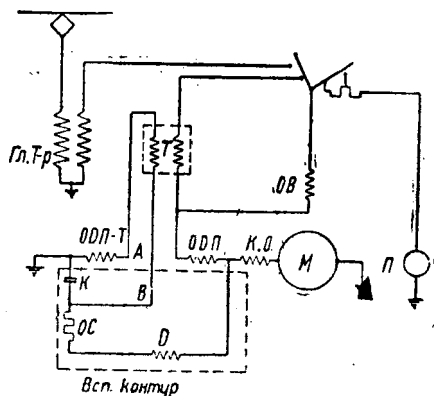 Гл.Т-р
Т
ОВ
ОДП-Т
А
ОДП
К.О.
М
П
К
В
ОС
D
Всп. контур